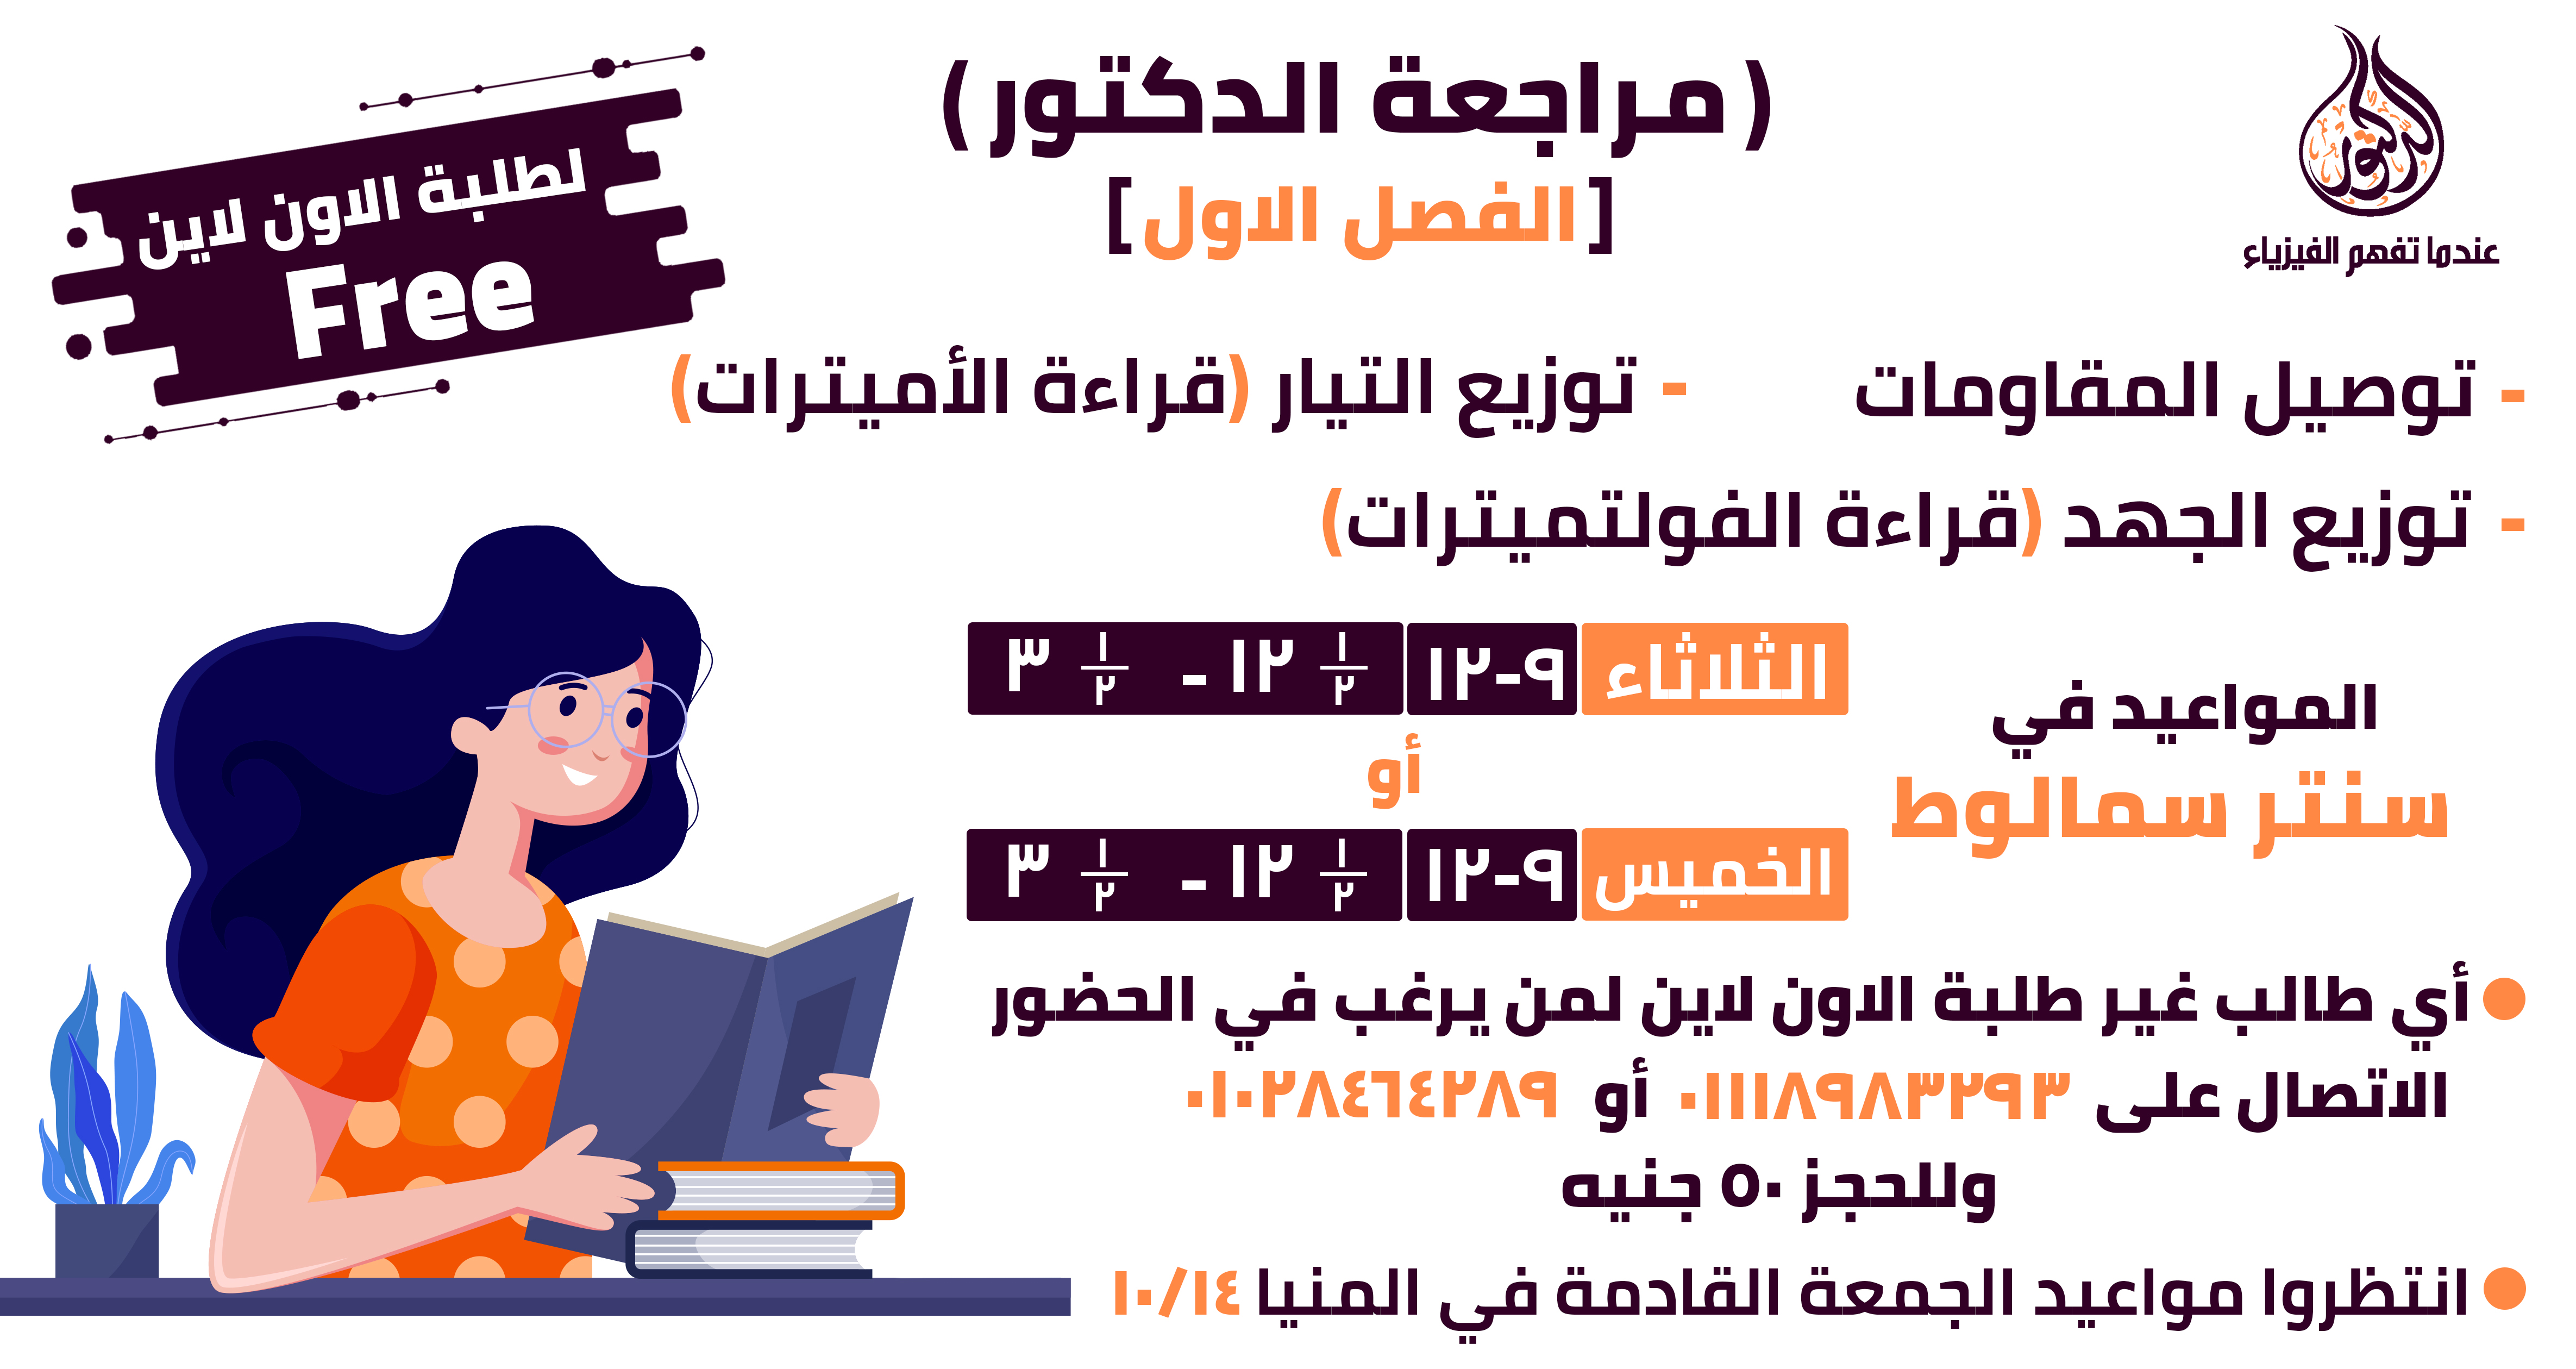 الدكتور
عندما تفهم الفيزياء
(مراجعة الدكتور)
[الفصل الاول]
لطلبة الاون لاين
Free
- توصيل المقاومات
- توزيع التيار (قراءة الأميترات)
- توزيع الجهد (قراءة الفولتميترات)
المواعيد في
سنتر سمالوط
الثلاثاء ٩-١٢ ١٢ ١/٢ - ٣ ١/٢
أو
الخميس ٩-١٢ ١٢ ١/٢ - ٣ ١/٢
أي طالب غير طلبة الاون لاين لمن يرغب في الحضور
الاتصال على ٠١١١٨٩٨٣٢٩٣ أو ٠١٠٢٨٤٦٤٢٨٩
وللحجز ٥٠ جنيه
انتظروا مواعيد الجمعة القادمة في المنيا ١٠/١٤